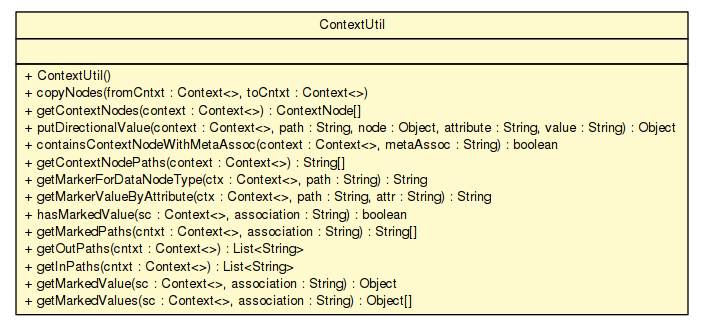 ContextUtil
+ ContextUtil()
+ copyNodes(fromCntxt : Context<>, toCntxt : Context<>)
+ getContextNodes(context : Context<>) : ContextNode[]
+ putDirectionalValue(context : Context<>, path : String, node : Object, attribute : String, value : String) : Object
+ containsContextNodeWithMetaAssoc(context : Context<>, metaAssoc : String) : boolean
+ getContextNodePaths(context : Context<>) : String[]
+ getMarkerForDataNodeType(ctx : Context<>, path : String) : String
+ getMarkerValueByAttribute(ctx : Context<>, path : String, attr : String) : String
+ hasMarkedValue(sc : Context<>, association : String) : boolean
+ getMarkedPaths(cntxt : Context<>, association : String) : String[]
+ getOutPaths(cntxt : Context<>) : List<String>
+ getInPaths(cntxt : Context<>) : List<String>
+ getMarkedValue(sc : Context<>, association : String) : Object
+ getMarkedValues(sc : Context<>, association : String) : Object[]